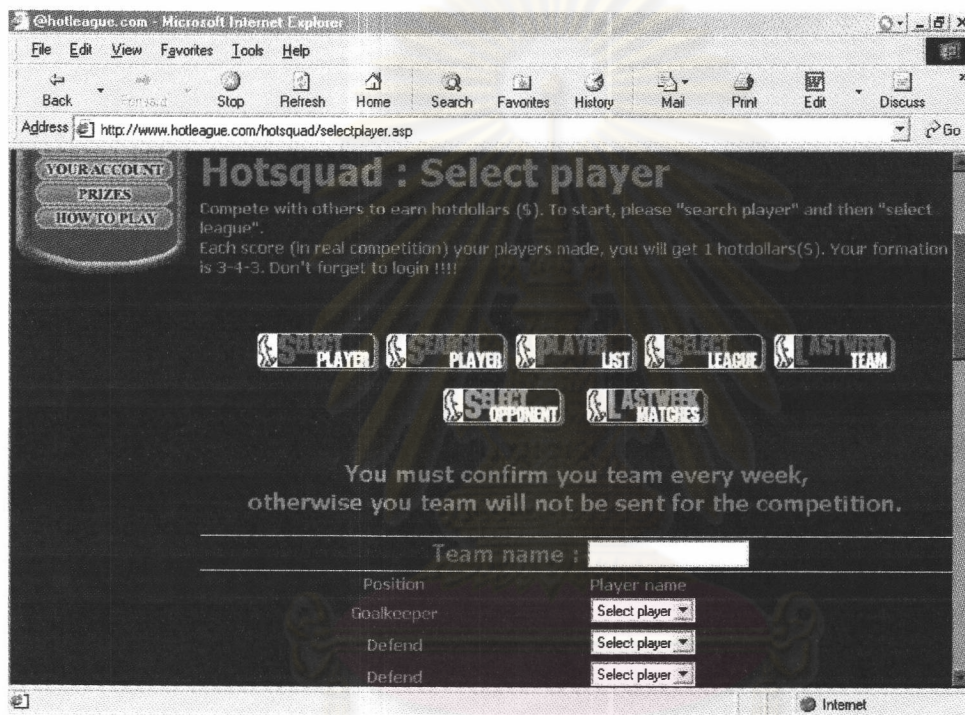 @hotleague.com - Microsoft Internet Explorer
File Edit View Favorites Tools Help
Back Forward Stop Refresh Home Search Favorites History Mail Print Edit Discuss
Address http://www.hotleague.com/hotsquad/selectplayer.asp Go
YOUR ACCOUNT
PRIZES
HOW TO PLAY
Hotsquad : Select player
Compete with others to earn hotdollars ($). To start, please "search player" and then "select
league".
Each score (in real competition) your players made, you will get 1 hotdollars($). Your formation
is 3-4-3. Don't forget to login !!!!
SELECT PLAYER SEARCH PLAYER PLAYER LIST SELECT LEAGUE LASTWEEK TEAM
SELECT OPPONENT LASTWEEK MATCHES
You must confirm you team every week,
otherwise you team will not be sent for the competition.
Team name :
Position Player name
Goalkeeper Select player
Defend Select player
Defend Select player
Internet